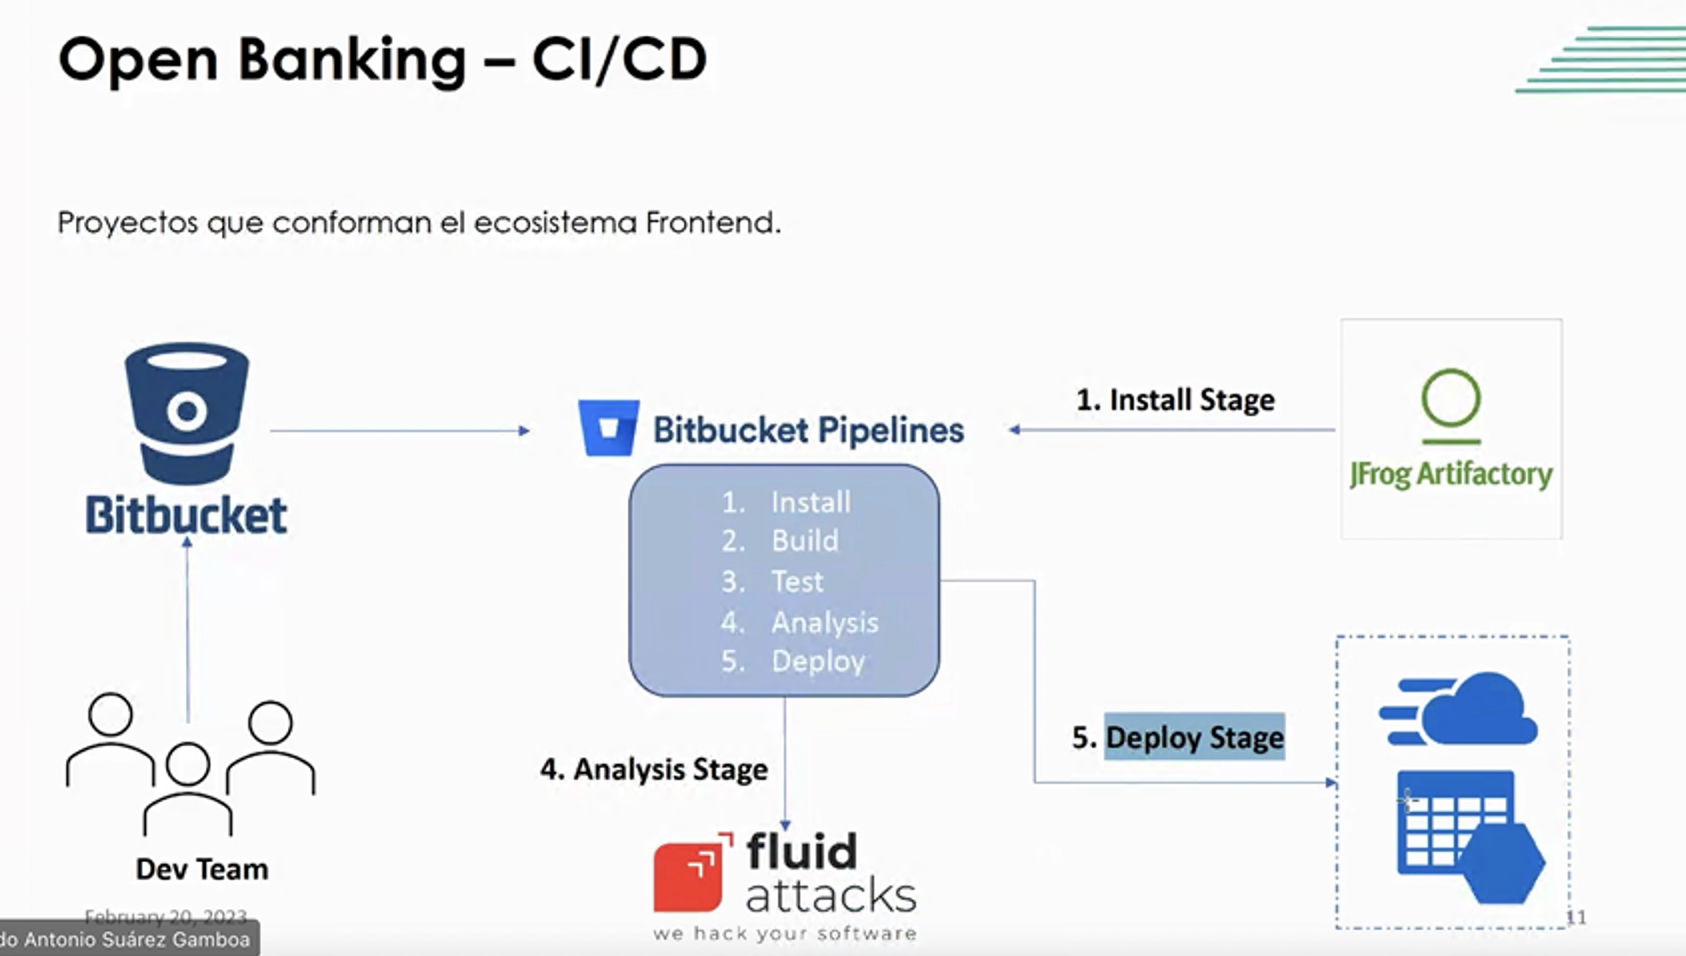 Open Banking – CI/CD
Proyectos que conforman el ecosistema Frontend.
Bitbucket
Bitbucket Pipelines
1. Install Stage
JFrog Artifactory
1. Install
2. Build
3. Test
4. Analysis
5. Deploy
5. Deploy Stage
4. Analysis Stage
fluid
attacks
we hack your software
Dev Team
February 20, 2023
do Antonio Suárez Gamboa
11